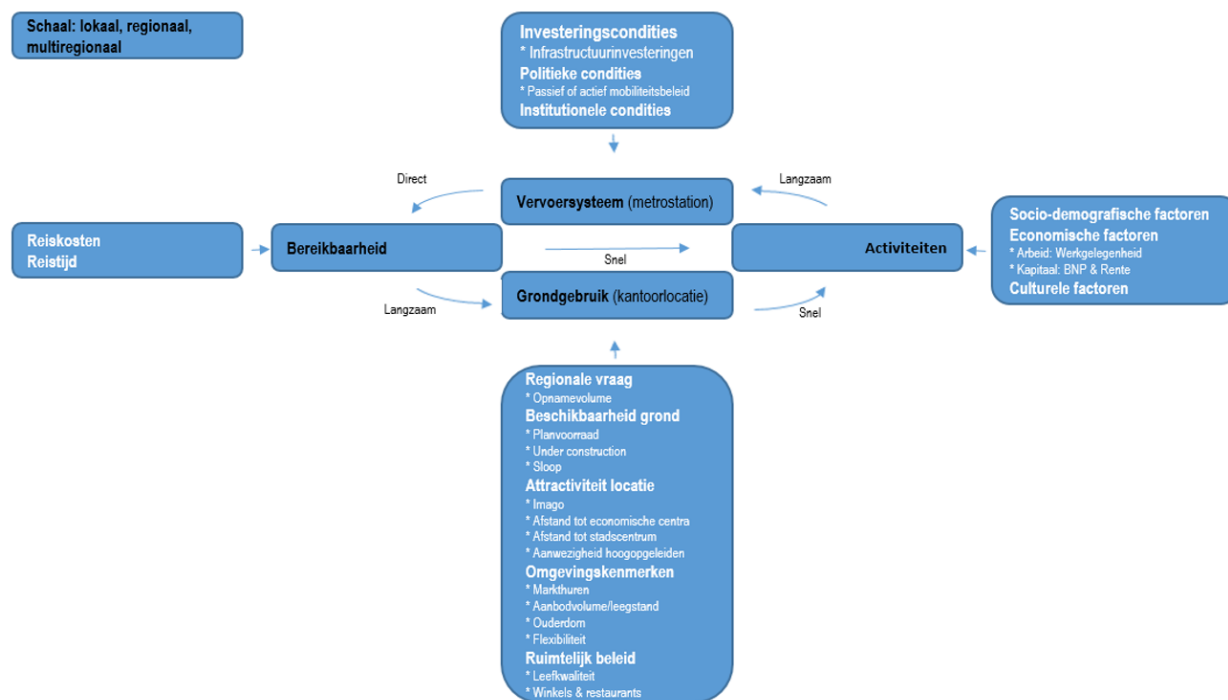 Schaal: lokaal, regionaal,
multiregionaal
Investeringscondities
* Infrastructuurinvesteringen
Politieke condities
* Passief of actief mobiliteitsbeleid
Institutionele condities
Direct
Langzaam
Vervoersysteem (metrostation)
Reiskosten
Reistijd
Bereikbaarheid
Snel
Activiteiten
Socio-demografische factoren
Economische factoren
* Arbeid: Werkgelegenheid
* Kapitaal: BNP & Rente
Culturele factoren
Langzaam
Grondgebruik (kantoorlocatie)
Snel
Regionale vraag
* Opnamevolume
Beschikbaarheid grond
* Planvoorraad
* Under construction
* Sloop
Attractiviteit locatie
* Imago
* Afstand tot economische centra
* Afstand tot stadscentrum
* Aanwezigheid hoogopgeleiden
Omgevingskenmerken
* Markthuren
* Aanbodvolume/leegstand
* Ouderdom
* Flexibiliteit
Ruimtelijk beleid
* Leefkwaliteit
* Winkels & restaurants